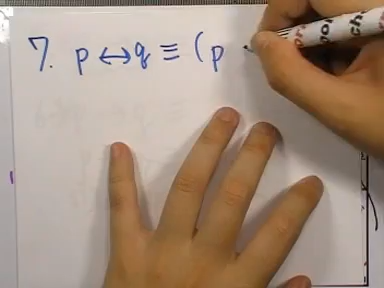 7. p ↔ q ≡ (p